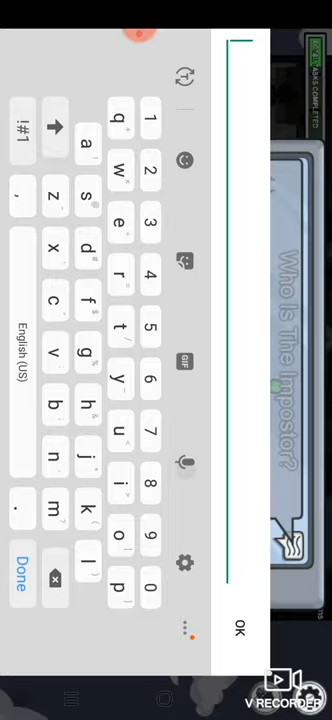 TASKS COMPLETED
Who Is The Impostor?
OK
GIF
1 2 3 4 5 6 7 8 9 0
q w e r t y u i o p
a s d f g h j k l
z x c v b n m
!#1 , English (US) . Done
V RECORDER